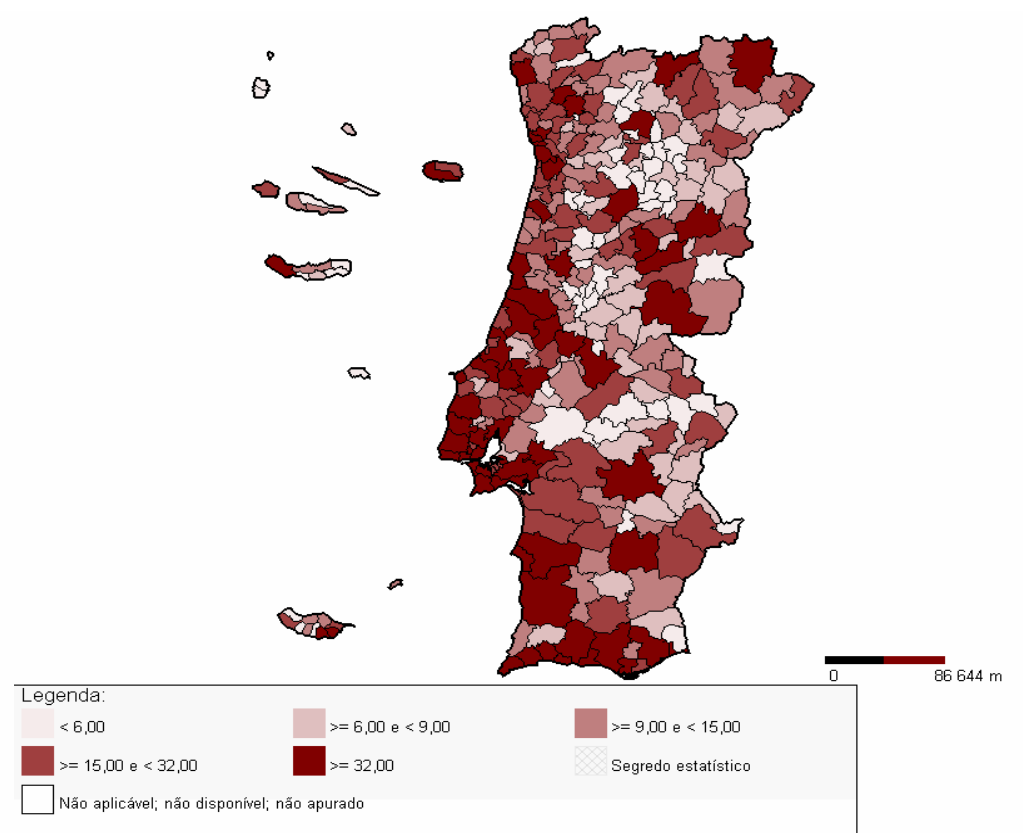 0 86 644 m
Legenda:
< 6,00 >= 6,00 e < 9,00 >= 9,00 e < 15,00
>= 15,00 e < 32,00 >= 32,00 Segredo estatístico
Não aplicável; não disponível; não apurado